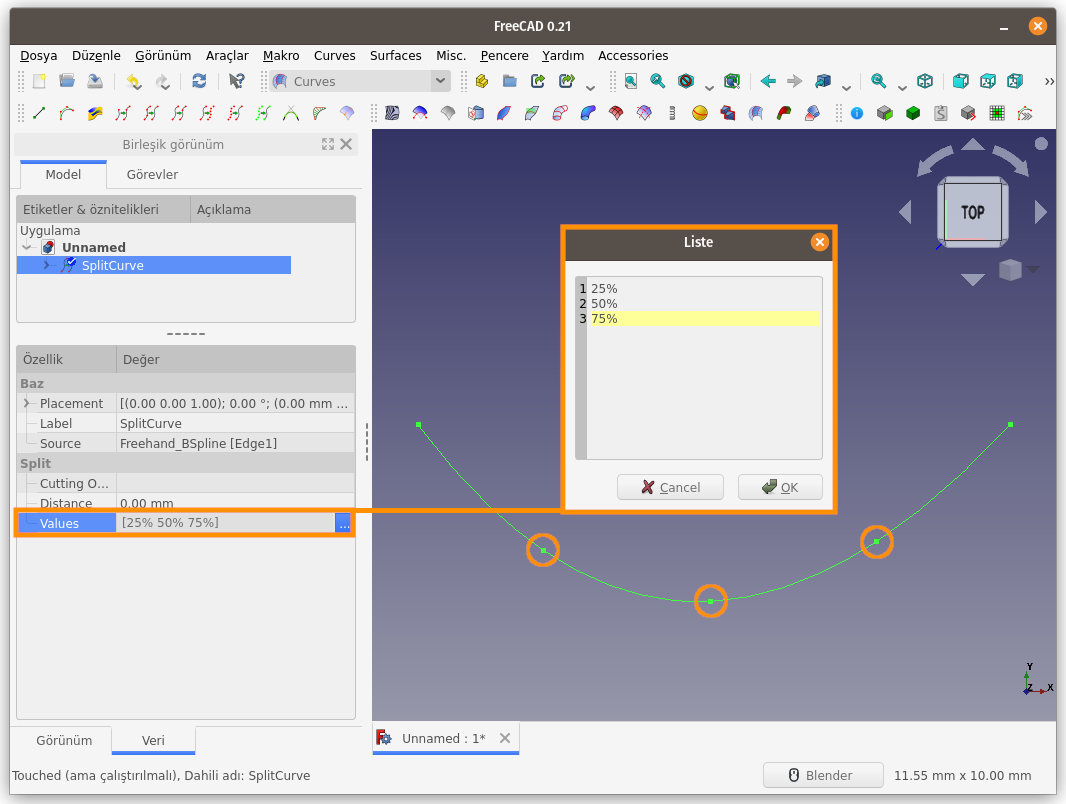 FreeCAD 0.21
Dosya Düzenle Görünüm Araçlar Makro Curves Surfaces Misc. Pencere Yardım Accessories
Curves
Birleşik görünüm
Model Görevler
Etiketler & öznitelikleri Açıklama
Uygulama
Unnamed
SplitCurve
Özellik Değer
Baz
Placement [(0.00 0.00 1.00); 0.00 °; (0.00 mm ...
Label SplitCurve
Source Freehand_BSpline [Edge1]
Split
Cutting O...
Distance 0.00 mm
Values [25% 50% 75%] ...
Görünüm Veri
TOP
Liste
1 25%
2 50%
3 75%
Cancel OK
Y
Z X
Unnamed : 1*
Touched (ama çalıştırılmalı), Dahili adı: SplitCurve
Blender 11.55 mm x 10.00 mm